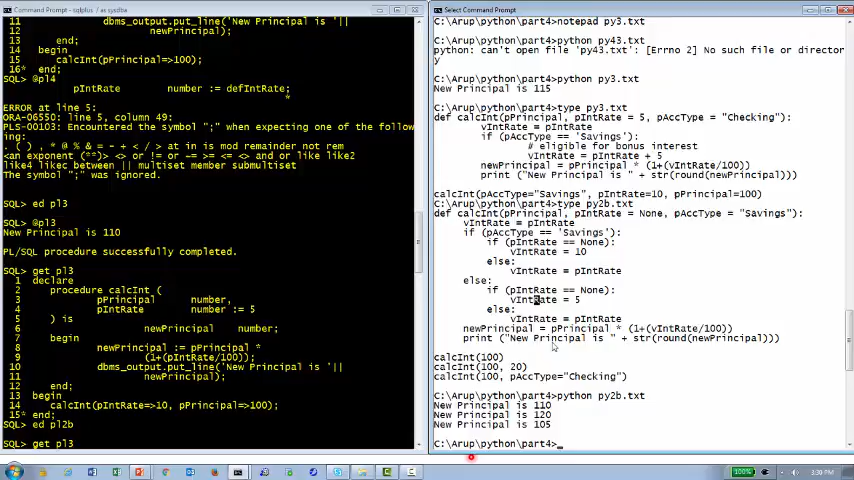 Command Prompt - sqlplus / as sysdba
11 dbms_output.put_line('New Principal is '||
12 newPrincipal);
13 end;
14 begin
15 calcInt(pPrincipal=>100);
16* end;
SQL> @pl4
pIntRate number := defIntRate;
*
ERROR at line 5:
ORA-06550: line 5, column 49:
PLS-00103: Encountered the symbol ";" when expecting one of the follow
ing:
. ( ) , * @ % & = - + < / > at in is mod remainder not rem
<an exponent (**)> <> or != or ~= >= <= <> and or like like2
like4 likec between || multiset member submultiset
The symbol ";" was ignored.
SQL> ed pl3
SQL> @pl3
New Principal is 110
PL/SQL procedure successfully completed.
SQL> get pl3
1 declare
2 procedure calcInt (
3 pPrincipal number,
4 pIntRate number := 5
5 ) is
6 newPrincipal number;
7 begin
8 newPrincipal := pPrincipal *
9 (1+(pIntRate/100));
10 dbms_output.put_line('New Principal is '||
11 newPrincipal);
12 end;
13 begin
14 calcInt(pIntRate=>10, pPrincipal=>100);
15* end;
SQL> ed pl2b
SQL> get pl3
Select Command Prompt
C:\Arup\python\part4>notepad py3.txt
C:\Arup\python\part4>python py43.txt
python: can't open file 'py43.txt': [Errno 2] No such file or director
y
C:\Arup\python\part4>python py3.txt
New Principal is 115
C:\Arup\python\part4>type py3.txt
def calcInt(pPrincipal, pIntRate = 5, pAccType = "Checking"):
vIntRate = pIntRate
if (pAccType == 'Savings'):
# eligible for bonus interest
vIntRate = pIntRate + 5
newPrincipal = pPrincipal * (1+(vIntRate/100))
print ("New Principal is " + str(round(newPrincipal)))
calcInt(pAccType="Savings", pIntRate=10, pPrincipal=100)
C:\Arup\python\part4>type py2b.txt
def calcInt(pPrincipal, pIntRate = None, pAccType = "Savings"):
vIntRate = pIntRate
if (pAccType == 'Savings'):
if (pIntRate == None):
vIntRate = 10
else:
vIntRate = pIntRate
else:
if (pIntRate == None):
vIntRate = 5
else:
vIntRate = pIntRate
newPrincipal = pPrincipal * (1+(vIntRate/100))
print ("New Principal is " + str(round(newPrincipal)))
calcInt(100)
calcInt(100, 20)
calcInt(100, pAccType="Checking")
C:\Arup\python\part4>python py2b.txt
New Principal is 110
New Principal is 120
New Principal is 105
C:\Arup\python\part4>_
100%
3:39 PM